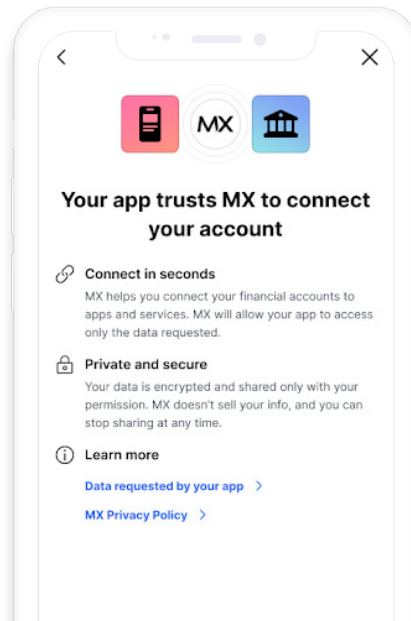 MX
Your app trusts MX to connect
your account
Connect in seconds
MX helps you connect your financial accounts to
apps and services. MX will allow your app to access
only the data requested.
Private and secure
Your data is encrypted and shared only with your
permission. MX doesn't sell your info, and you can
stop sharing at any time.
Learn more
Data requested by your app
MX Privacy Policy